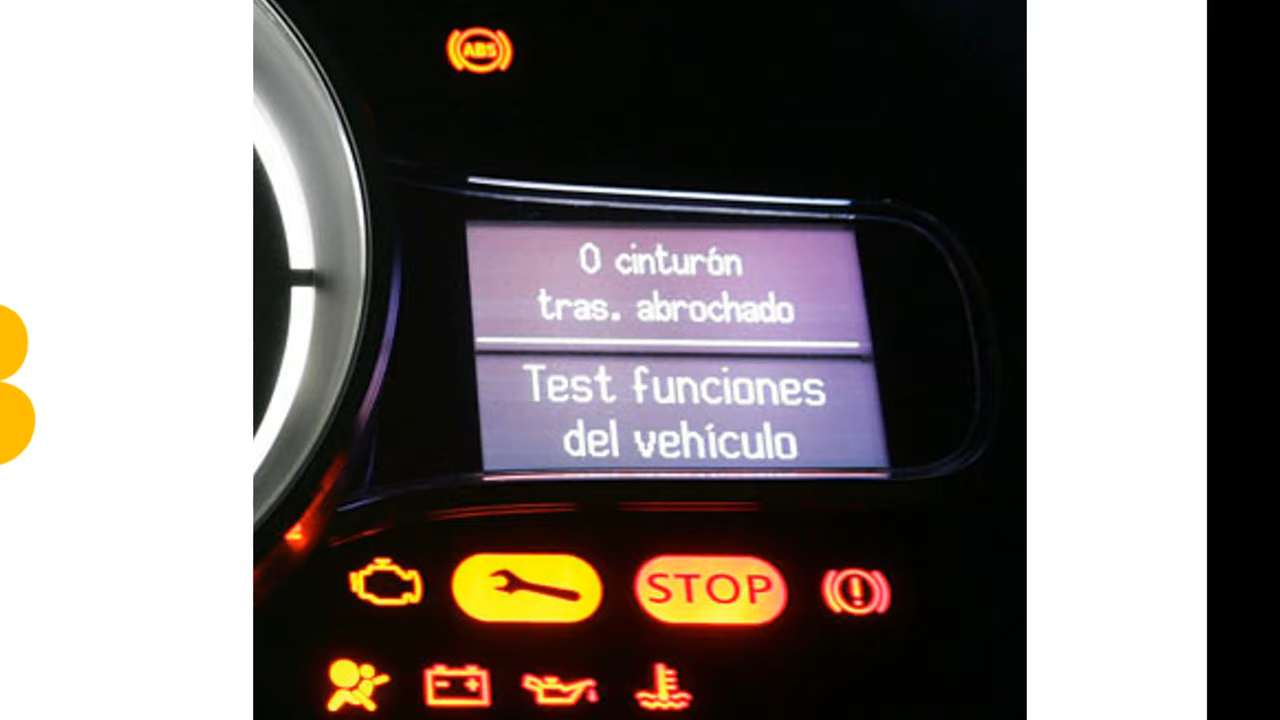 ABS
0 cinturón
tras. abrochado
Test funciones
del vehículo
STOP